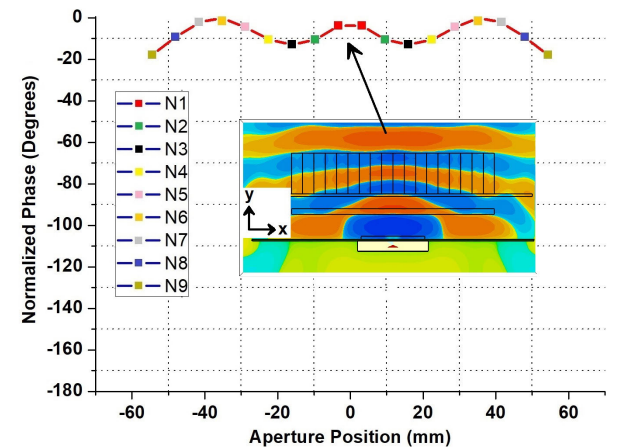 0
-20
-40
-60
-80
-100
-120
-140
-160
-180
Normalized Phase (Degrees)
N1
N2
N3
N4
N5
N6
N7
N8
N9
y
x
-60 -40 -20 0 20 40 60
Aperture Position (mm)